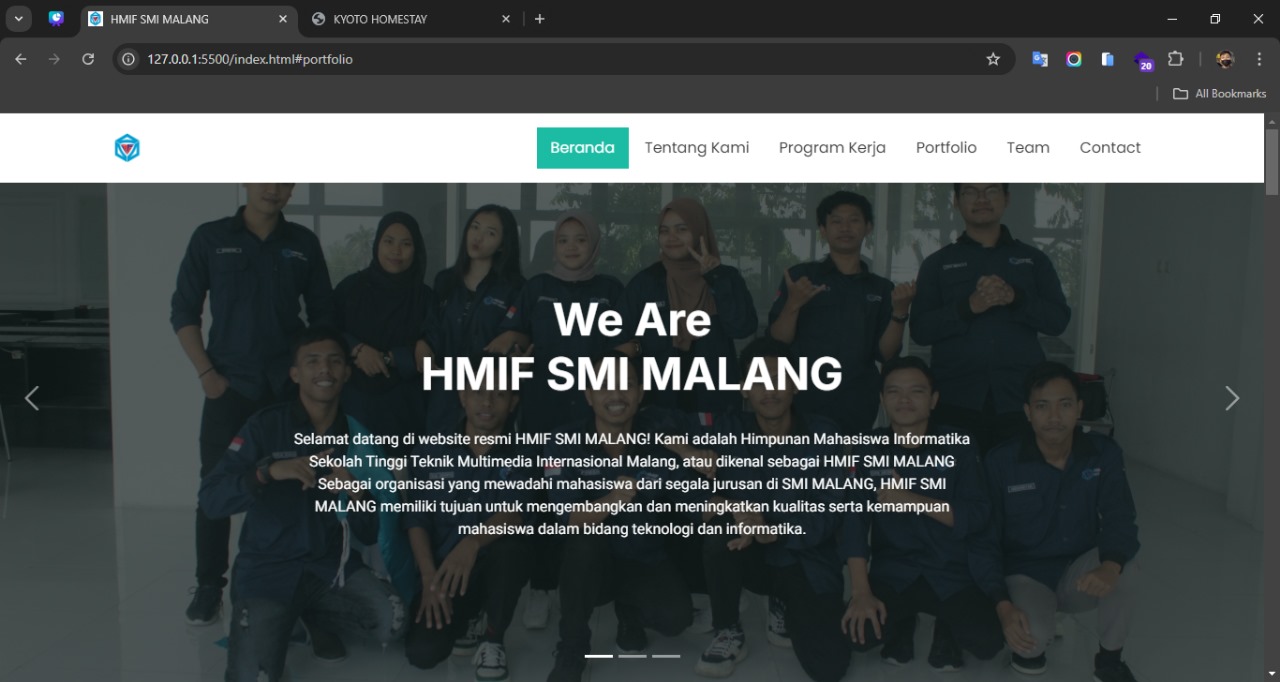 HMIF SMI MALANG
KYOTO HOMESTAY
127.0.0.1:5500/index.html#portfolio
20
All Bookmarks
Beranda
Tentang Kami
Program Kerja
Portfolio
Team
Contact
We Are
HMIF SMI MALANG
Selamat datang di website resmi HMIF SMI MALANG! Kami adalah Himpunan Mahasiswa Informatika
Sekolah Tinggi Teknik Multimedia Internasional Malang, atau dikenal sebagai HMIF SMI MALANG
Sebagai organisasi yang mewadahi mahasiswa dari segala jurusan di SMI MALANG, HMIF SMI
MALANG memiliki tujuan untuk mengembangkan dan meningkatkan kualitas serta kemampuan
mahasiswa dalam bidang teknologi dan informatika.